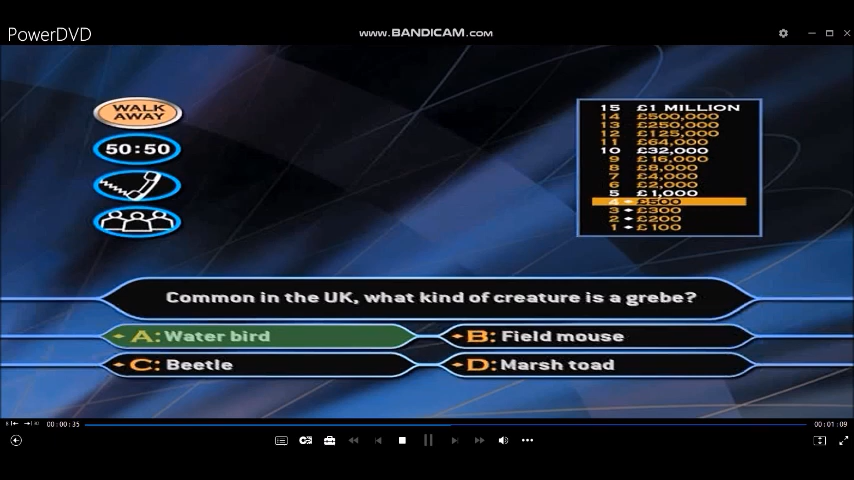 PowerDVD
www.BANDICAM.com
WALK AWAY
50:50
15 £1 MILLION
14 £500,000
13 £250,000
12 £125,000
11 £64,000
10 £32,000
9 £16,000
8 £8,000
7 £4,000
6 £2,000
5 £1,000
4 £500
3 £300
2 £200
1 £100
Common in the UK, what kind of creature is a grebe?
A: Water bird
B: Field mouse
C: Beetle
D: Marsh toad
00:00:35
00:01:09